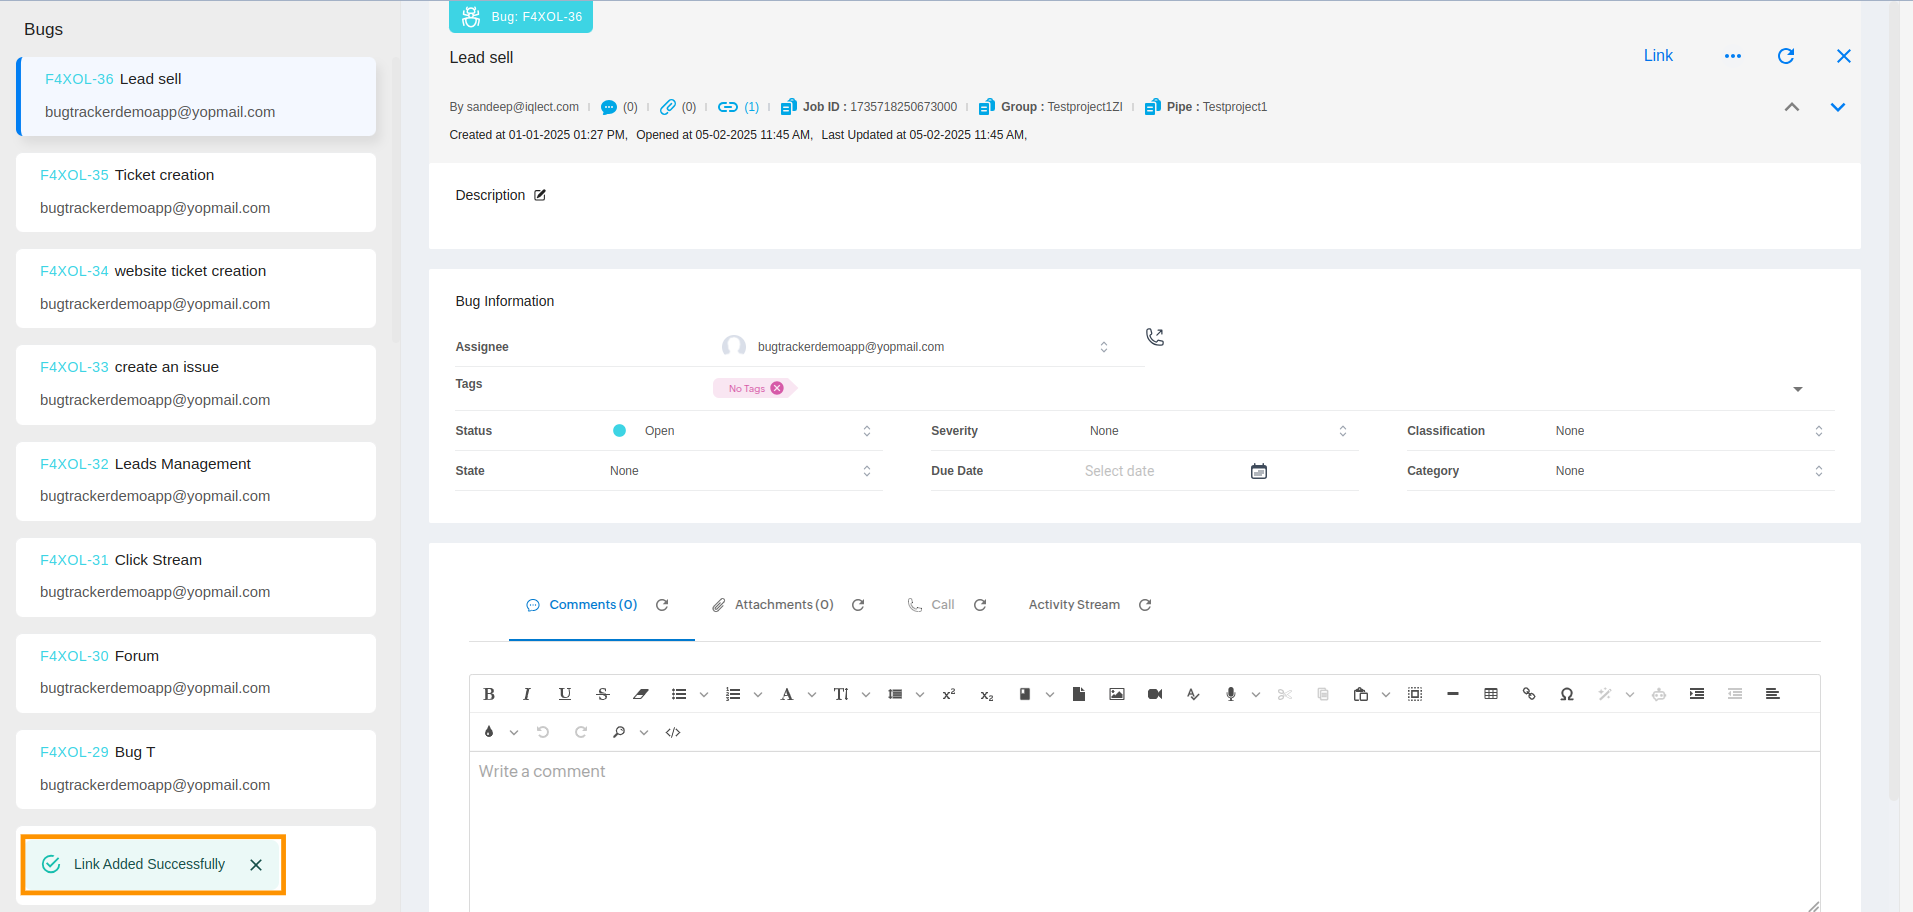 Bugs
F4XOL-36 Lead sell
bugtrackerdemoapp@yopmail.com
F4XOL-35 Ticket creation
bugtrackerdemoapp@yopmail.com
F4XOL-34 website ticket creation
bugtrackerdemoapp@yopmail.com
F4XOL-33 create an issue
bugtrackerdemoapp@yopmail.com
F4XOL-32 Leads Management
bugtrackerdemoapp@yopmail.com
F4XOL-31 Click Stream
bugtrackerdemoapp@yopmail.com
F4XOL-30 Forum
bugtrackerdemoapp@yopmail.com
F4XOL-29 Bug T
bugtrackerdemoapp@yopmail.com
Link Added Successfully
Bug: F4XOL-36
Lead sell
Link
By sandeep@iqlect.com (0) (0) (1) Job ID : 1735718250673000 Group : Testproject1ZI Pipe : Testproject1
Created at 01-01-2025 01:27 PM, Opened at 05-02-2025 11:45 AM, Last Updated at 05-02-2025 11:45 AM,
Description
Bug Information
Assignee bugtrackerdemoapp@yopmail.com
Tags No Tags
Status Open Severity None Classification None
State None Due Date Select date Category None
Comments (0) Attachments (0) Call Activity Stream
Write a comment